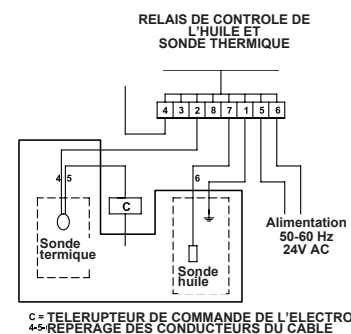 RELAIS DE CONTROLE DE
L'HUILE ET
SONDE THERMIQUE
4 3 2 8 7 1 5 6
4 5
6
C
Sonde
termique
Sonde
huile
Alimentation
50-60 Hz
24V AC
C = TELERUPTEUR DE COMMANDE DE L'ELECTRO
4-5- REPERAGE DES CONDUCTEURS DU CABLE